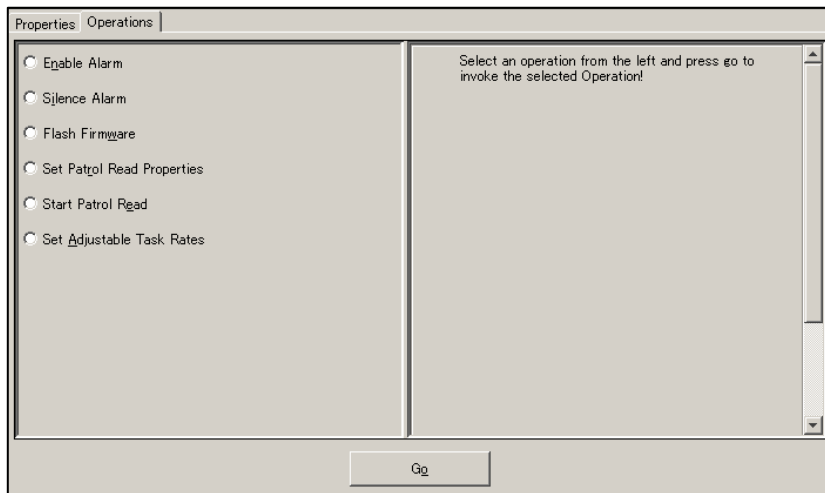 Properties
Operations
Enable Alarm
Silence Alarm
Flash Firmware
Set Patrol Read Properties
Start Patrol Read
Set Adjustable Task Rates
Select an operation from the left and press go to
invoke the selected Operation!
Go